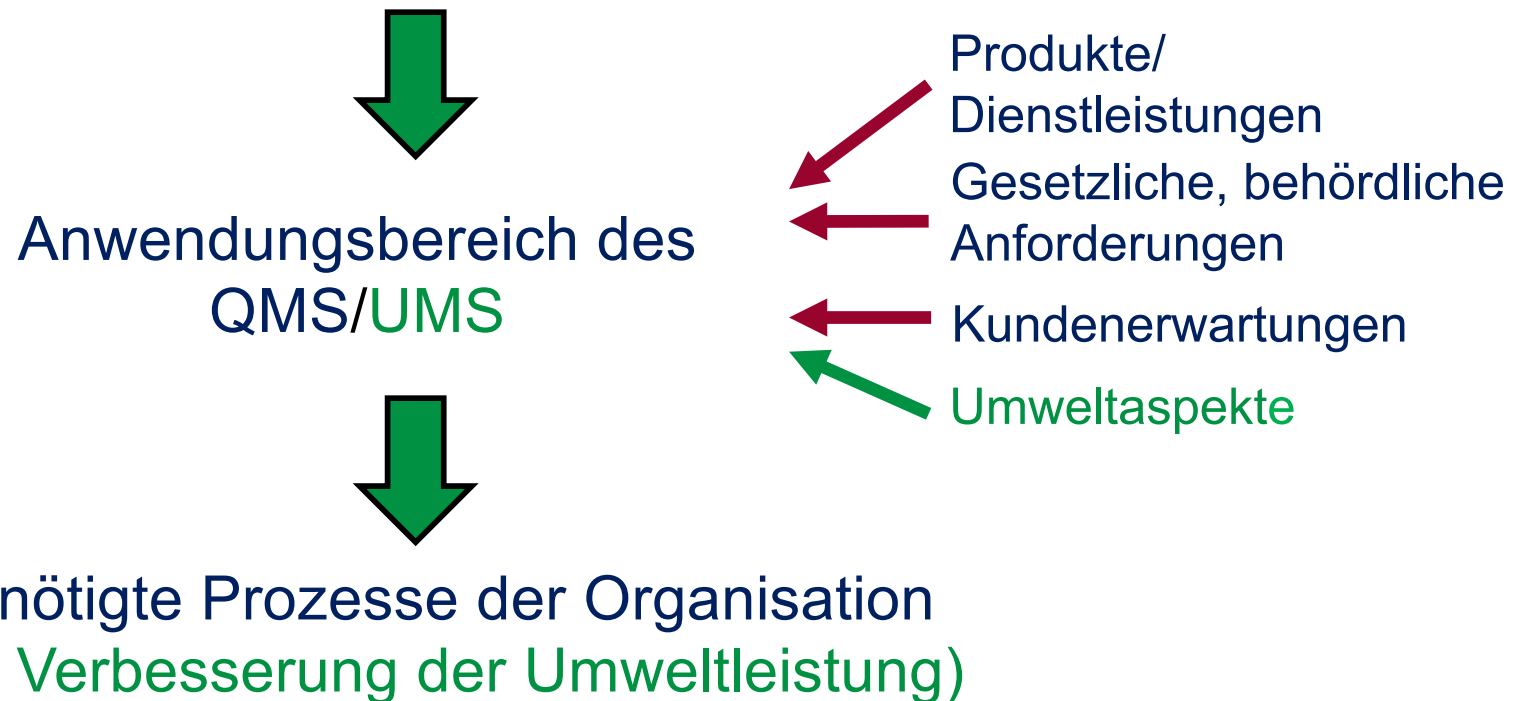 Produkte/
Dienstleistungen
Gesetzliche, behördliche
Anforderungen
Anwendungsbereich des
QMS/UMS
Kundenerwartungen
Umweltaspekte
nötigte Prozesse der Organisation
Verbesserung der Umweltleistung)